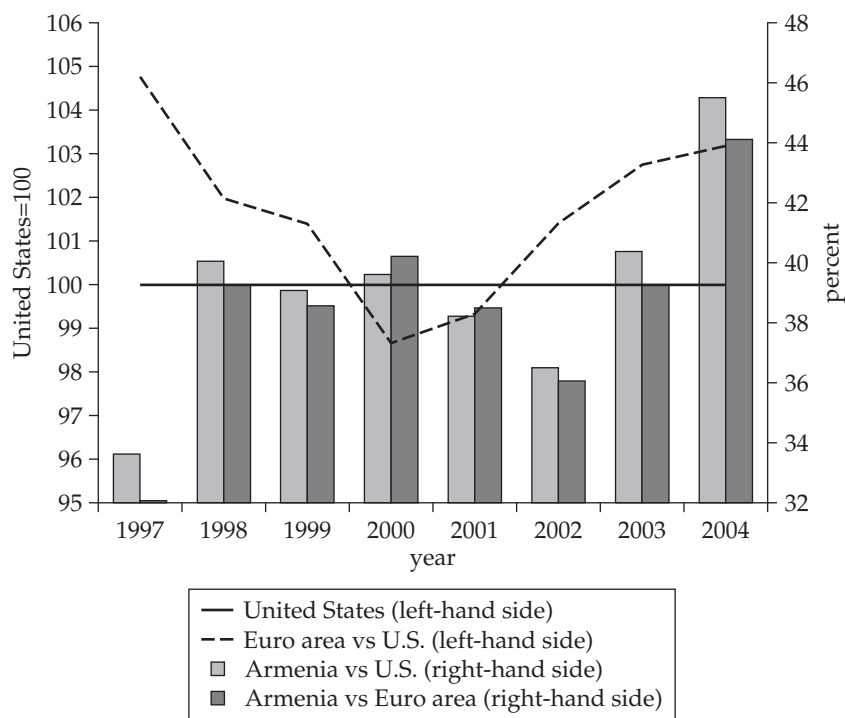 106
105
104
103
102
101
100
99
98
97
96
95
United States=100
48
46
44
42
40
38
36
34
32
percent
1997 1998 1999 2000 2001 2002 2003 2004
year
United States (left-hand side)
Euro area vs U.S. (left-hand side)
Armenia vs U.S. (right-hand side)
Armenia vs Euro area (right-hand side)